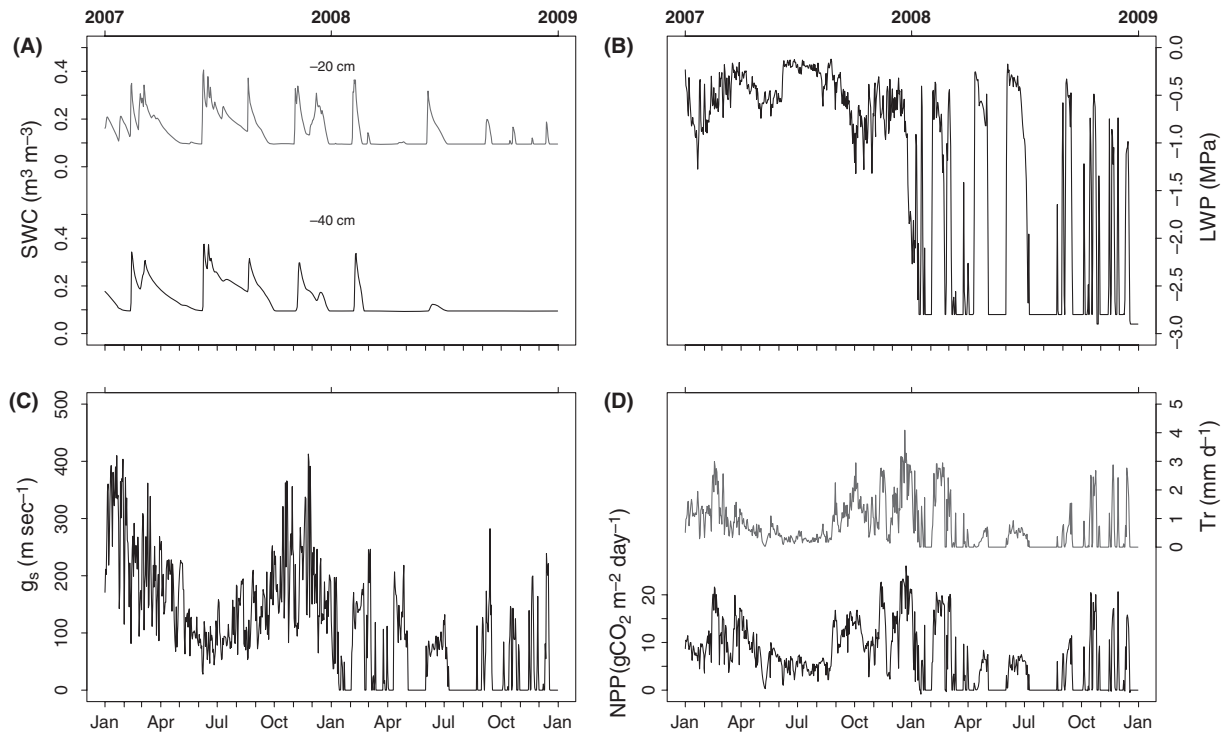 2007 2008 2009
2007 2008 2009
(A)
SWC (m³ m⁻³)
0.4
0.2
0.0
0.4
0.2
0.0
−20 cm
−40 cm
(B)
0.0
−0.5
−1.0
−1.5
−2.0
−2.5
−3.0
LWP (MPa)
(C)
gₛ (m sec⁻¹)
500
400
300
200
100
0
Jan Apr Jul Oct Jan Apr Jul Oct Jan
(D)
NPP(gCO₂ m⁻² day⁻¹)
20
10
0
5
4
3
2
1
0
Tr (mm d⁻¹)
Jan Apr Jul Oct Jan Apr Jul Oct Jan